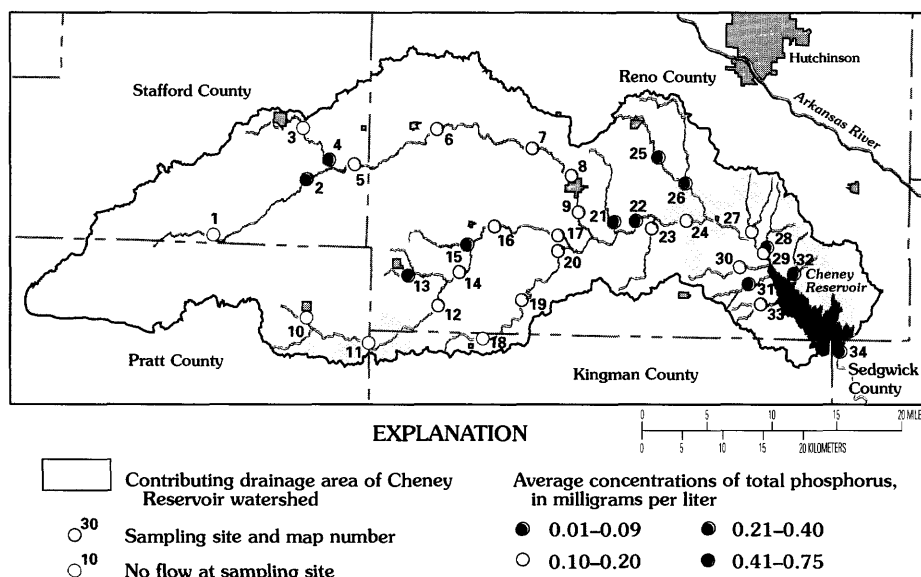 Hutchinson
Stafford County
Reno County
Arkansas River
3
4
5
2
1
6
7
8
9
25
26
21
22
23
24
27
28
29
30
31
32
33
34
17
16
15
14
13
12
20
19
18
10
11
Cheney
Reservoir
Pratt County
Kingman County
Sedgwick
County
0 5 10 15 20 MILE
0 5 10 15 20 KILOMETERS
EXPLANATION
Contributing drainage area of Cheney
Reservoir watershed
30 Sampling site and map number
10 No flow at sampling site
Average concentrations of total phosphorus,
in milligrams per liter
0.01–0.09
0.21–0.40
0.10–0.20
0.41–0.75